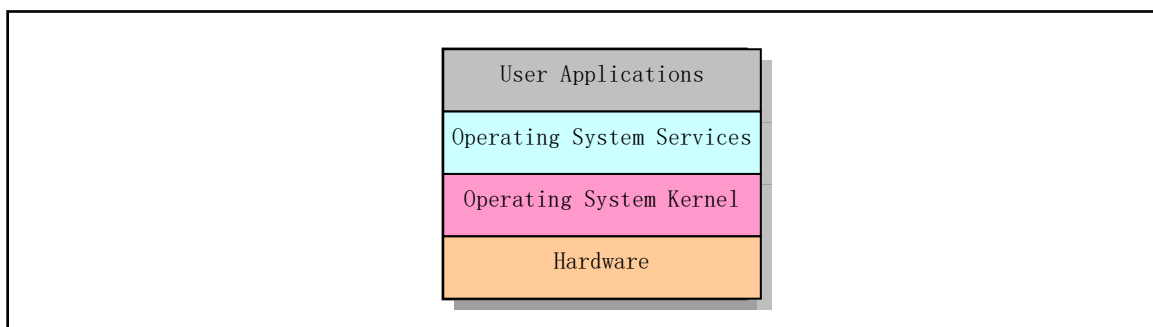 User Applications
Operating System Services
Operating System Kernel
Hardware